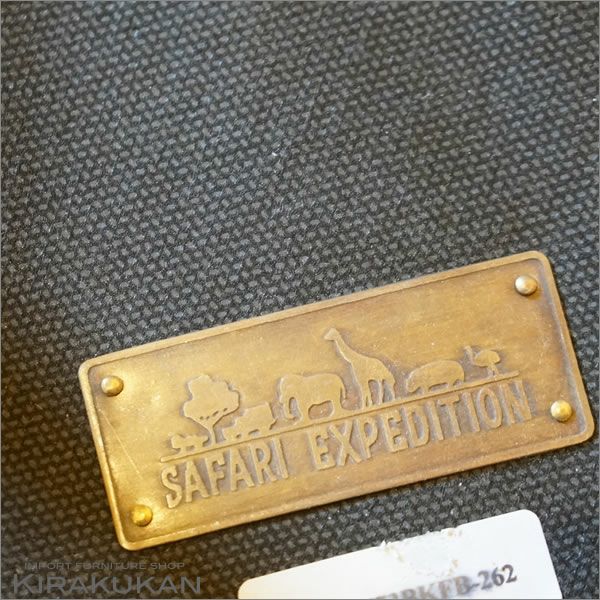 SAFARI EXPEDITION
IMPORT FURNITURE SHOP
KIRAKUKAN